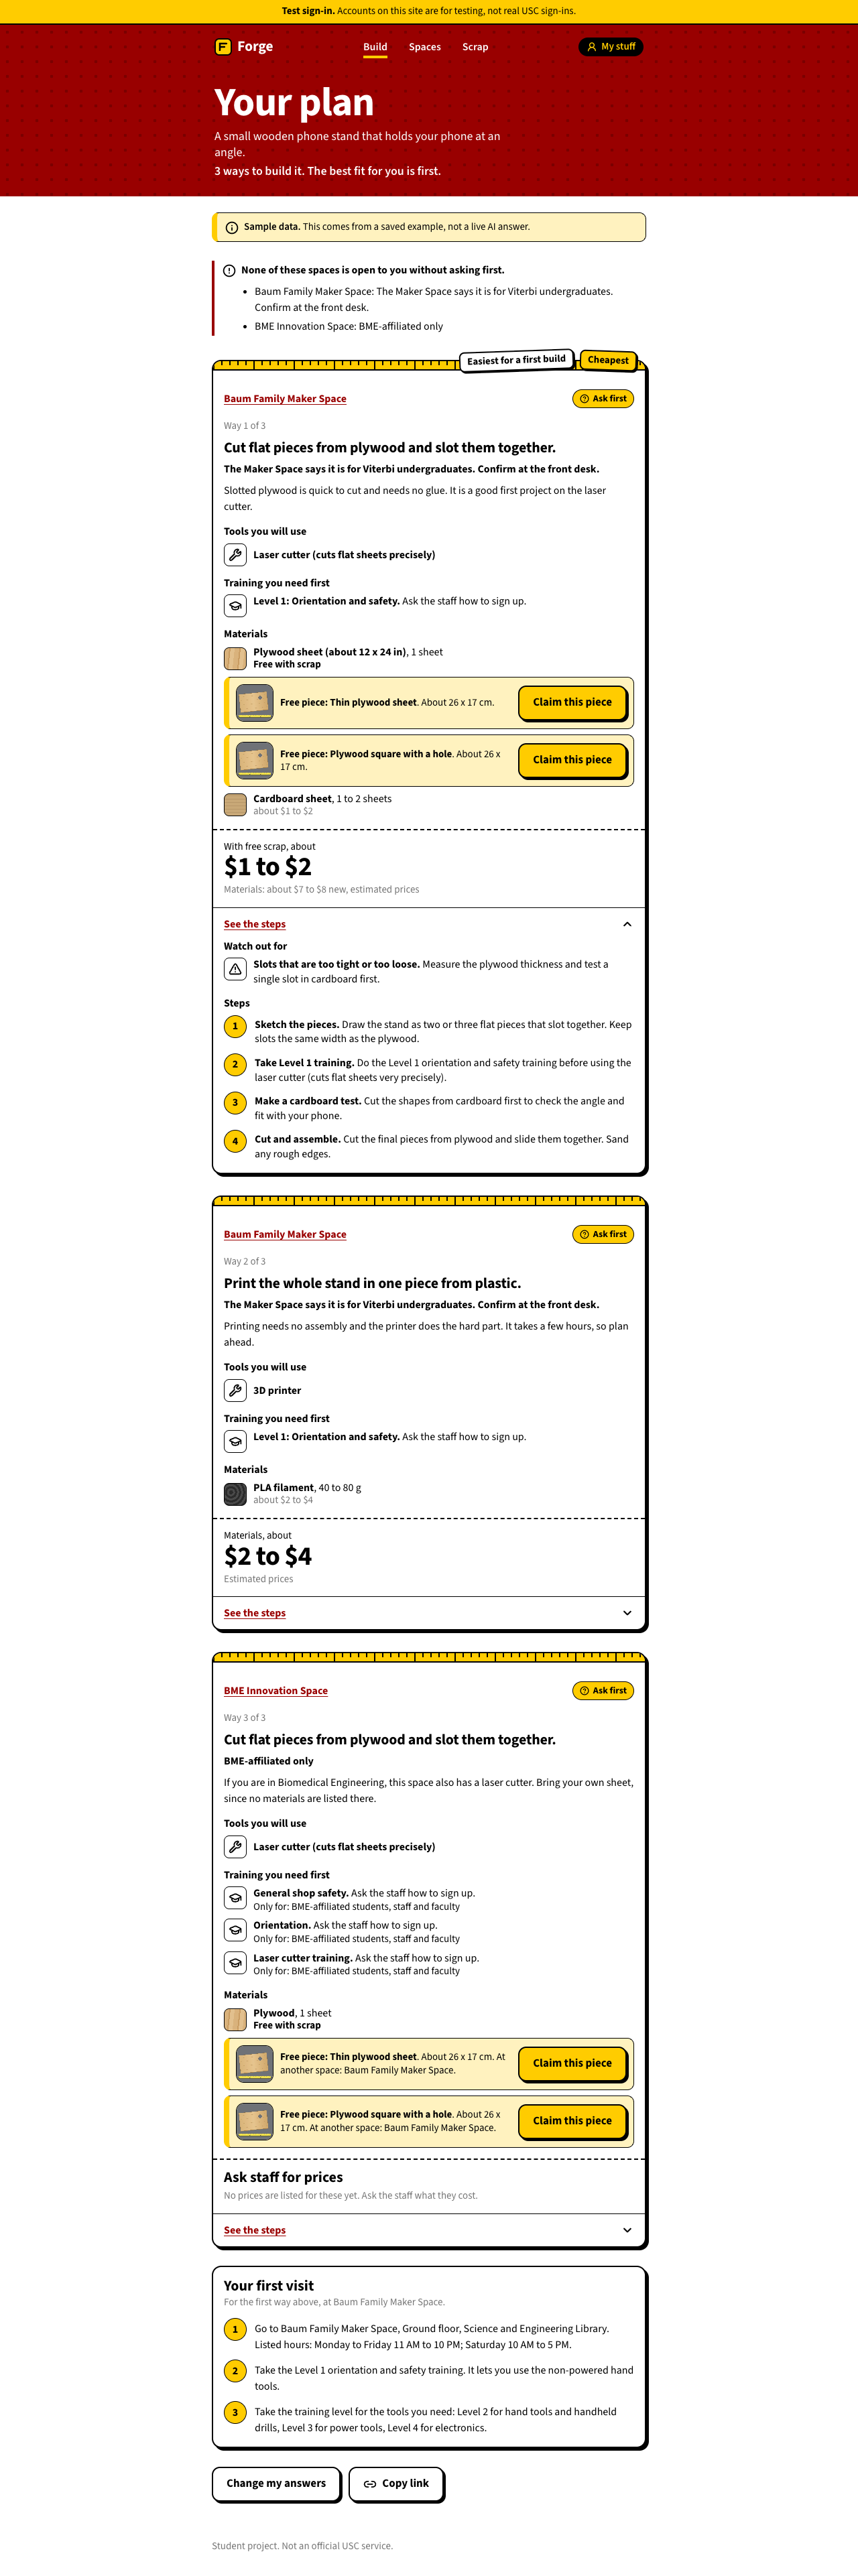 Test sign-in. Accounts on this site are for testing, not real USC sign-ins.
Forge
Build
Spaces
Scrap
My stuff
Your plan
A small wooden phone stand that holds your phone at an
angle.
3 ways to build it. The best fit for you is first.
Sample data. This comes from a saved example, not a live AI answer.
None of these spaces is open to you without asking first.
• Baum Family Maker Space: The Maker Space says it is for Viterbi undergraduates.
Confirm at the front desk.
• BME Innovation Space: BME-affiliated only
Easiest for a first build
Cheapest
Baum Family Maker Space
Ask first
Way 1 of 3
Cut flat pieces from plywood and slot them together.
The Maker Space says it is for Viterbi undergraduates. Confirm at the front desk.
Slotted plywood is quick to cut and needs no glue. It is a good first project on the laser
cutter.
Tools you will use
Laser cutter (cuts flat sheets precisely)
Training you need first
Level 1: Orientation and safety. Ask the staff how to sign up.
Materials
Plywood sheet (about 12 x 24 in), 1 sheet
Free with scrap
Free piece: Thin plywood sheet. About 26 x 17 cm.
Claim this piece
Free piece: Plywood square with a hole. About 26 x
17 cm.
Claim this piece
Cardboard sheet, 1 to 2 sheets
about $1 to $2
With free scrap, about
$1 to $2
Materials: about $7 to $8 new, estimated prices
See the steps
Watch out for
Slots that are too tight or too loose. Measure the plywood thickness and test a
single slot in cardboard first.
Steps
1 Sketch the pieces. Draw the stand as two or three flat pieces that slot together. Keep
slots the same width as the plywood.
2 Take Level 1 training. Do the Level 1 orientation and safety training before using the
laser cutter (cuts flat sheets very precisely).
3 Make a cardboard test. Cut the shapes from cardboard first to check the angle and
fit with your phone.
4 Cut and assemble. Cut the final pieces from plywood and slide them together. Sand
any rough edges.
Baum Family Maker Space
Ask first
Way 2 of 3
Print the whole stand in one piece from plastic.
The Maker Space says it is for Viterbi undergraduates. Confirm at the front desk.
Printing needs no assembly and the printer does the hard part. It takes a few hours, so plan
ahead.
Tools you will use
3D printer
Training you need first
Level 1: Orientation and safety. Ask the staff how to sign up.
Materials
PLA filament, 40 to 80 g
about $2 to $4
Materials, about
$2 to $4
Estimated prices
See the steps
BME Innovation Space
Ask first
Way 3 of 3
Cut flat pieces from plywood and slot them together.
BME-affiliated only
If you are in Biomedical Engineering, this space also has a laser cutter. Bring your own sheet,
since no materials are listed there.
Tools you will use
Laser cutter (cuts flat sheets precisely)
Training you need first
General shop safety. Ask the staff how to sign up.
Only for: BME-affiliated students, staff and faculty
Orientation. Ask the staff how to sign up.
Only for: BME-affiliated students, staff and faculty
Laser cutter training. Ask the staff how to sign up.
Only for: BME-affiliated students, staff and faculty
Materials
Plywood, 1 sheet
Free with scrap
Free piece: Thin plywood sheet. About 26 x 17 cm. At
another space: Baum Family Maker Space.
Claim this piece
Free piece: Plywood square with a hole. About 26 x
17 cm. At another space: Baum Family Maker Space.
Claim this piece
Ask staff for prices
No prices are listed for these yet. Ask the staff what they cost.
See the steps
Your first visit
For the first way above, at Baum Family Maker Space.
1 Go to Baum Family Maker Space, Ground floor, Science and Engineering Library.
Listed hours: Monday to Friday 11 AM to 10 PM; Saturday 10 AM to 5 PM.
2 Take the Level 1 orientation and safety training. It lets you use the non-powered hand
tools.
3 Take the training level for the tools you need: Level 2 for hand tools and handheld
drills, Level 3 for power tools, Level 4 for electronics.
Change my answers
Copy link
Student project. Not an official USC service.